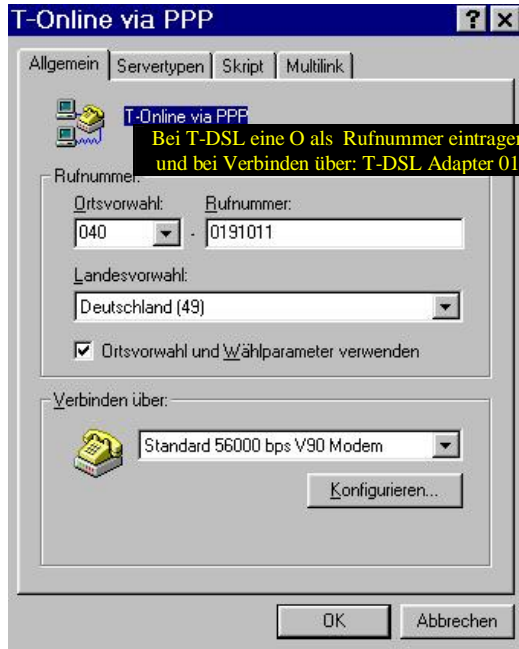 T-Online via PPP
Allgemein Servertypen Skript Multilink
T-Online via PPP
Bei T-DSL eine O als Rufnummer eintragen
und bei Verbinden über: T-DSL Adapter 01
Rufnummer:
Ortsvorwahl: Rufnummer:
040 - 0191011
Landesvorwahl:
Deutschland (49)
Ortsvorwahl und Wählparameter verwenden
Verbinden über:
Standard 56000 bps V90 Modem
Konfigurieren...
OK Abbrechen